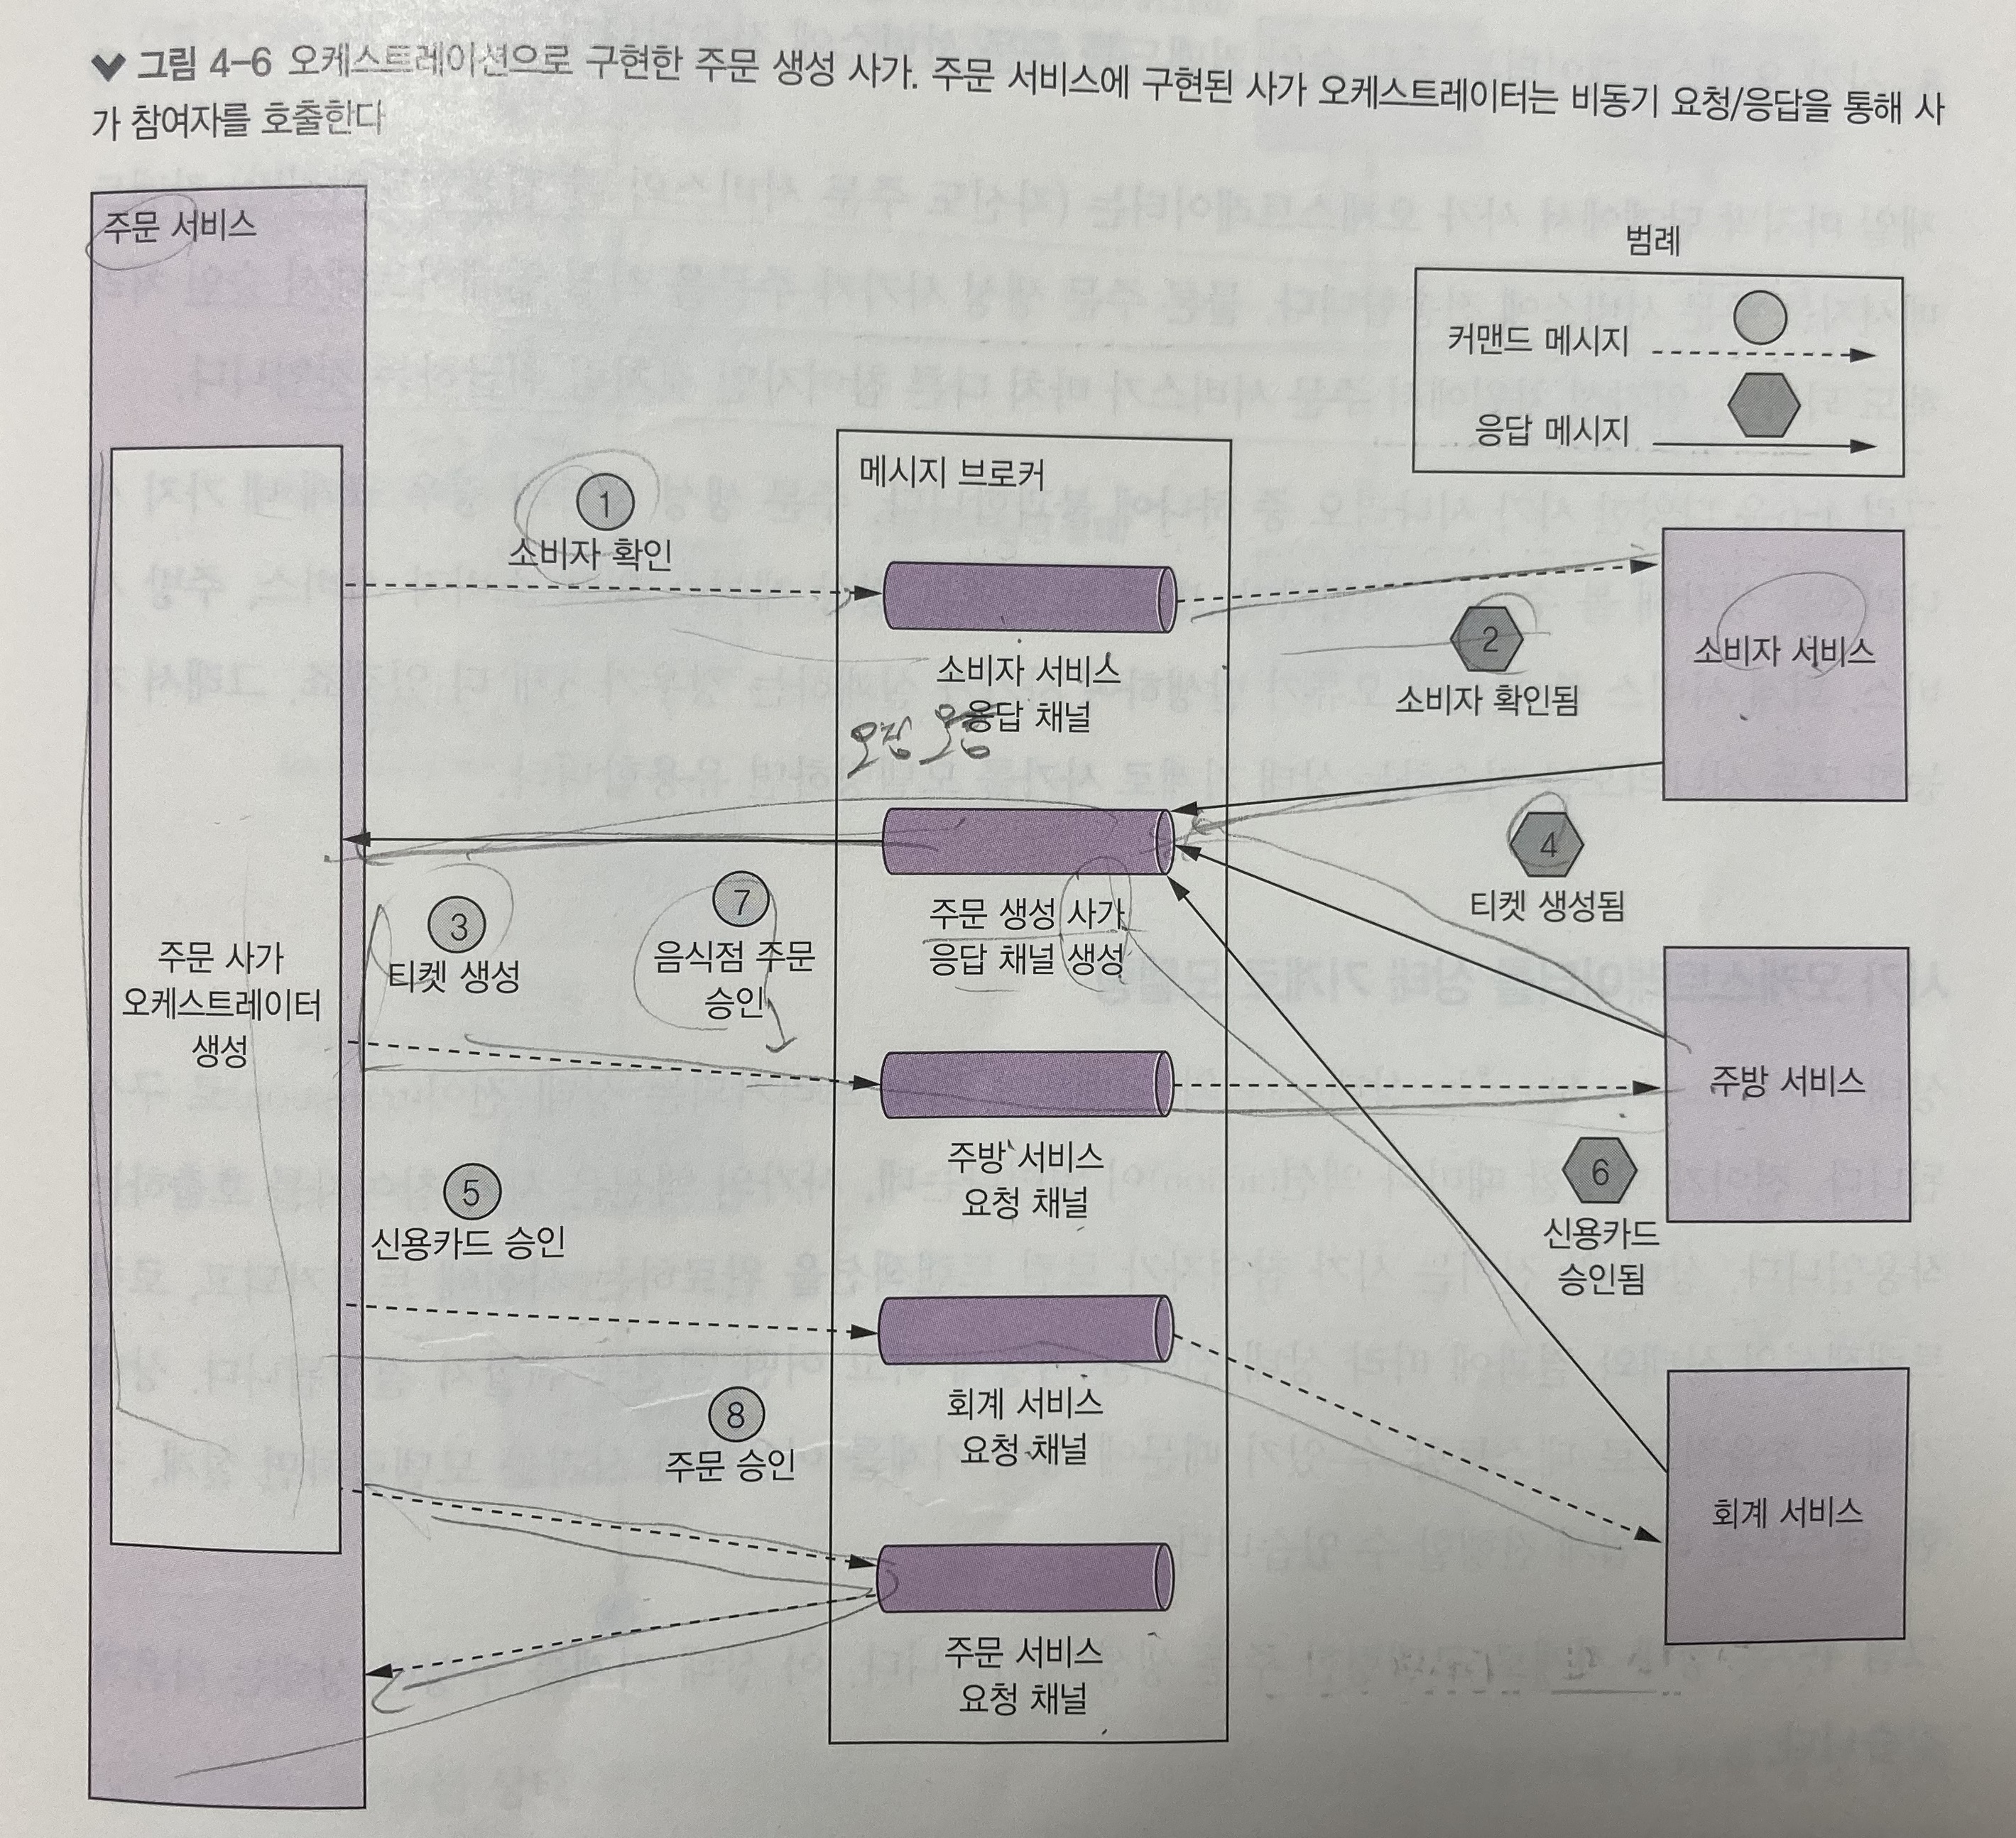 그림 4-6 오케스트레이션으로 구현한 주문 생성 사가. 주문 서비스에 구현된 사가 오케스트레이터는 비동기 요청/응답을 통해 사
가 참여자를 호출한다
주문 서비스
범례
커맨드 메시지
응답 메시지
메시지 브로커
1
소비자 확인
소비자 서비스
응답 채널
2
소비자 확인됨
소비자 서비스
4
티켓 생성됨
3
티켓 생성
7
음식점 주문
승인
주문 생성 사가
응답 채널 생성
주문 사가
오케스트레이터
생성
주방 서비스
주방 서비스
요청 채널
5
신용카드 승인
6
신용카드
승인됨
회계 서비스
요청 채널
8
주문 승인
회계 서비스
주문 서비스
요청 채널